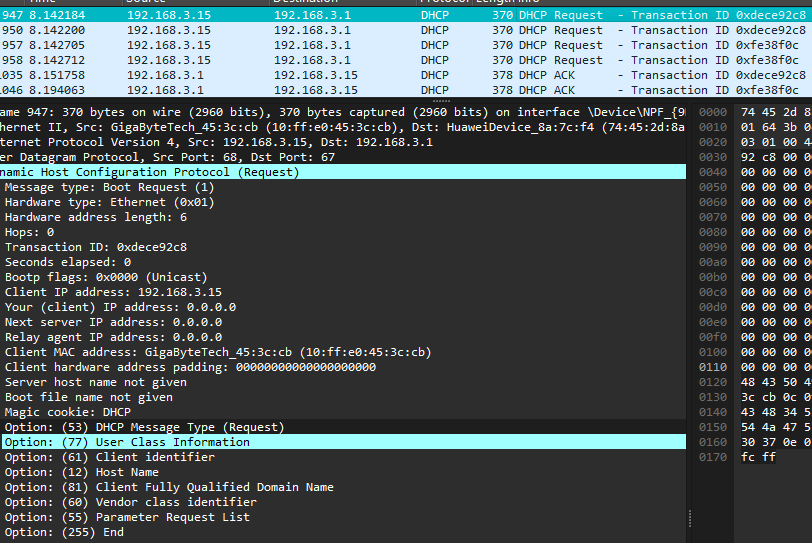 Time Source Destination Protocol Length Info
947 8.142184 192.168.3.15 192.168.3.1 DHCP 370 DHCP Request - Transaction ID 0xdece92c8
950 8.142200 192.168.3.15 192.168.3.1 DHCP 370 DHCP Request - Transaction ID 0xdece92c8
957 8.142705 192.168.3.15 192.168.3.1 DHCP 370 DHCP Request - Transaction ID 0xfe38f0c
958 8.142712 192.168.3.15 192.168.3.1 DHCP 370 DHCP Request - Transaction ID 0xfe38f0c
1035 8.151758 192.168.3.1 192.168.3.15 DHCP 378 DHCP ACK - Transaction ID 0xdece92c8
1046 8.194063 192.168.3.1 192.168.3.15 DHCP 378 DHCP ACK - Transaction ID 0xfe38f0c
ame 947: 370 bytes on wire (2960 bits), 370 bytes captured (2960 bits) on interface \Device\NPF_{9
hernet II, Src: GigaByteTech_45:3c:cb (10:ff:e0:45:3c:cb), Dst: HuaweiDevice_8a:7c:f4 (74:45:2d:8a
ternet Protocol Version 4, Src: 192.168.3.15, Dst: 192.168.3.1
er Datagram Protocol, Src Port: 68, Dst Port: 67
namic Host Configuration Protocol (Request)
Message type: Boot Request (1)
Hardware type: Ethernet (0x01)
Hardware address length: 6
Hops: 0
Transaction ID: 0xdece92c8
Seconds elapsed: 0
Bootp flags: 0x0000 (Unicast)
Client IP address: 192.168.3.15
Your (client) IP address: 0.0.0.0
Next server IP address: 0.0.0.0
Relay agent IP address: 0.0.0.0
Client MAC address: GigaByteTech_45:3c:cb (10:ff:e0:45:3c:cb)
Client hardware address padding: 00000000000000000000
Server host name not given
Boot file name not given
Magic cookie: DHCP
Option: (53) DHCP Message Type (Request)
Option: (77) User Class Information
Option: (61) Client identifier
Option: (12) Host Name
Option: (81) Client Fully Qualified Domain Name
Option: (60) Vendor class identifier
Option: (55) Parameter Request List
Option: (255) End
0000 74 45 2d 8
0010 01 64 3b 0
0020 03 01 00 4
0030 92 c8 00 0
0040 00 00 00 0
0050 00 00 00 0
0060 00 00 00 0
0070 00 00 00 0
0080 00 00 00 0
0090 00 00 00 0
00a0 00 00 00 0
00b0 00 00 00 0
00c0 00 00 00 0
00d0 00 00 00 0
00e0 00 00 00 0
00f0 00 00 00 0
0100 00 00 00 0
0110 00 00 00 0
0120 48 43 50 4
0130 3c cb 0c 0
0140 43 48 34 5
0150 54 4a 47 5
0160 30 37 0e 0
0170 fc ff